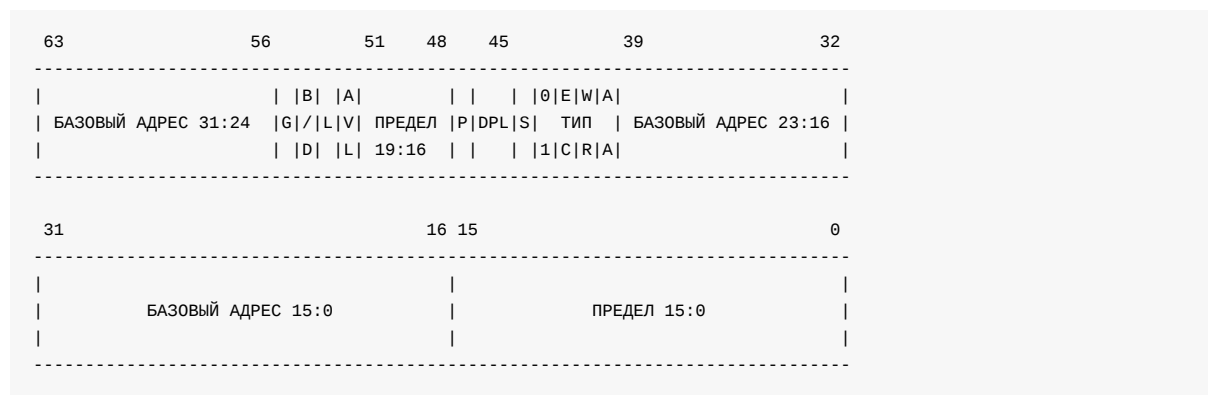 63                   56         51    48    45           39                  32
-------------------------------------------------------------------------------
|                       | |B| |A|        | |   | |0|E|W|A|                     |
| БАЗОВЫЙ АДРЕС 31:24  |G|/|L|V| ПРЕДЕЛ |P|DPL|S|  ТИП  | БАЗОВЫЙ АДРЕС 23:16 |
|                       | |D| |L| 19:16  | |   | |1|C|R|A|                     |
-------------------------------------------------------------------------------
31                                    16 15                                   0
-------------------------------------------------------------------------------
|                                       |                                     |
|          БАЗОВЫЙ АДРЕС 15:0           |             ПРЕДЕЛ 15:0             |
|                                       |                                     |
-------------------------------------------------------------------------------